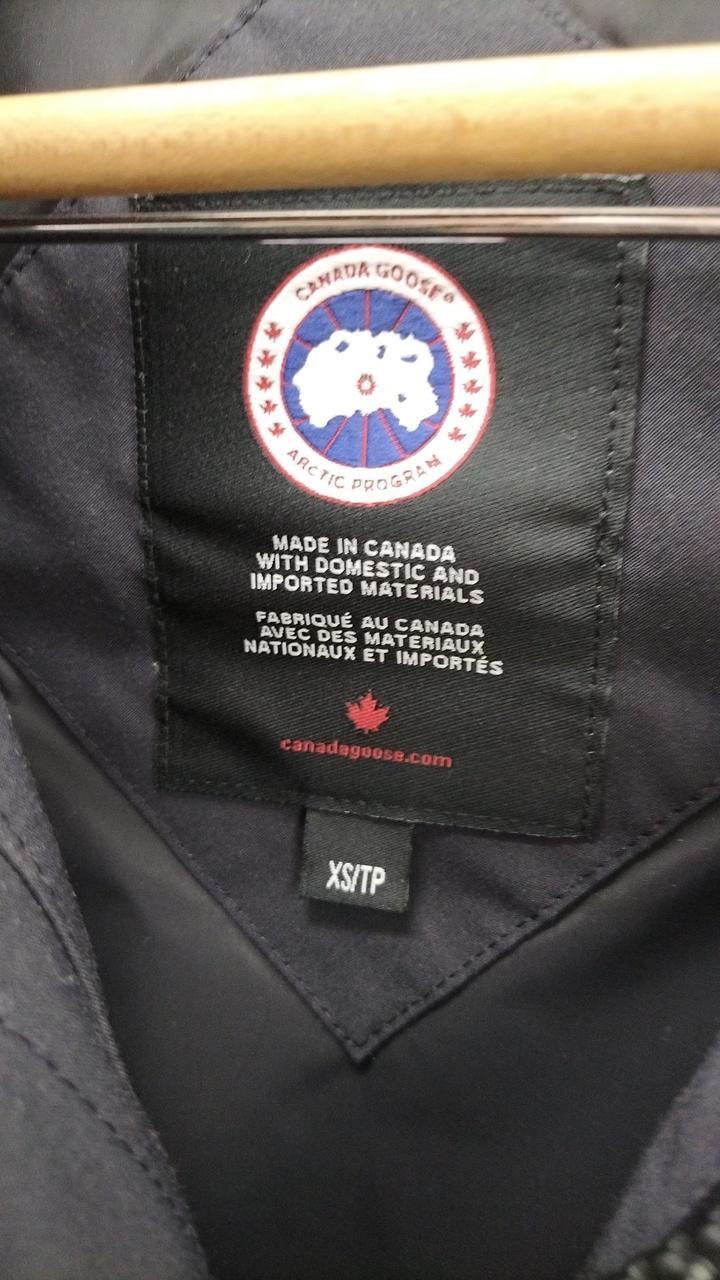 CANADA GOOSE®
ARCTIC PROGRAM
MADE IN CANADA
WITH DOMESTIC AND
IMPORTED MATERIALS
FABRIQUÉ AU CANADA
AVEC DES MATERIAUX
NATIONAUX ET IMPORTÉS
canadagoose.com
XS/TP